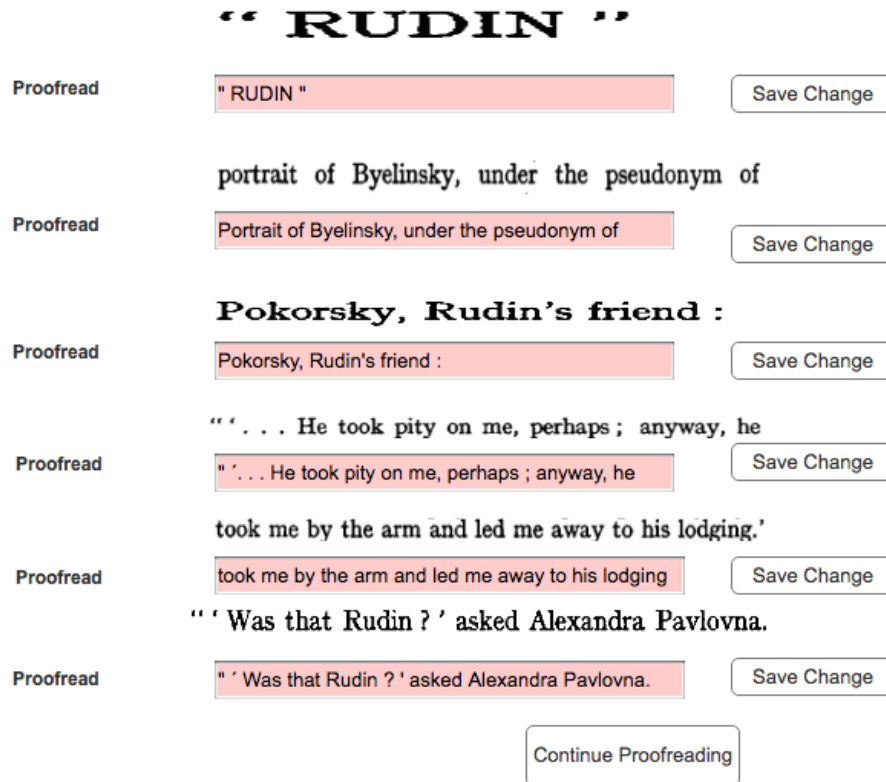 “ RUDIN ”
Proofread " RUDIN " Save Change
portrait of Byelinsky, under the pseudonym of
Proofread Portrait of Byelinsky, under the pseudonym of Save Change
Pokorsky, Rudin’s friend :
Proofread Pokorsky, Rudin's friend : Save Change
“ ‘ . . . He took pity on me, perhaps ; anyway, he
Proofread " ´. . . He took pity on me, perhaps ; anyway, he Save Change
took me by the arm and led me away to his lodging.’
Proofread took me by the arm and led me away to his lodging Save Change
“ ‘ Was that Rudin ? ’ asked Alexandra Pavlovna.
Proofread " ´ Was that Rudin ? ' asked Alexandra Pavlovna. Save Change
Continue Proofreading